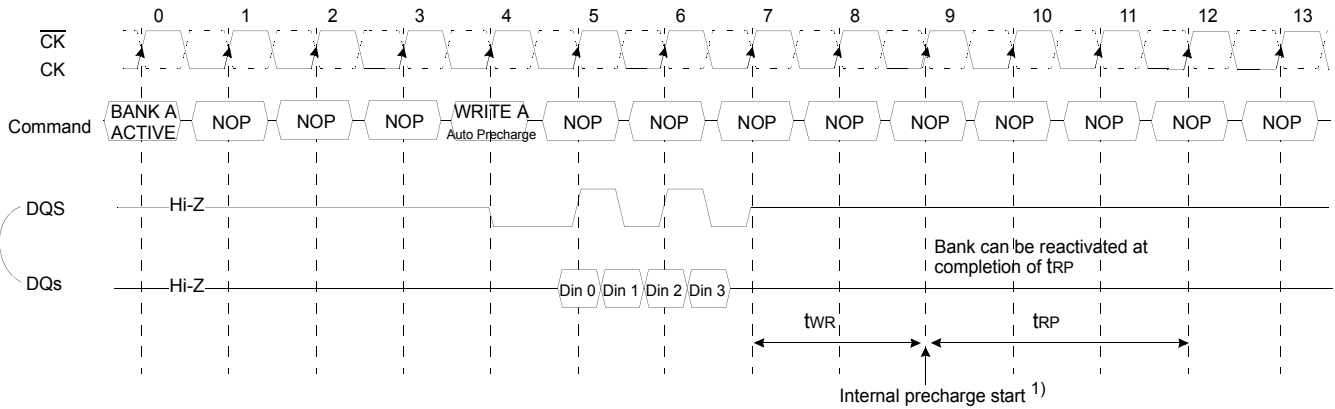 0 1 2 3 4 5 6 7 8 9 10 11 12 13
CK
CK
Command
BANK A
ACTIVE
NOP NOP NOP
WRITE A
Auto Precharge
NOP NOP NOP NOP NOP NOP NOP NOP NOP
DQS
Hi-Z
DQs
Hi-Z
Din 0 Din 1 Din 2 Din 3
Bank can be reactivated at
completion of tRP
tWR
tRP
Internal precharge start 1)